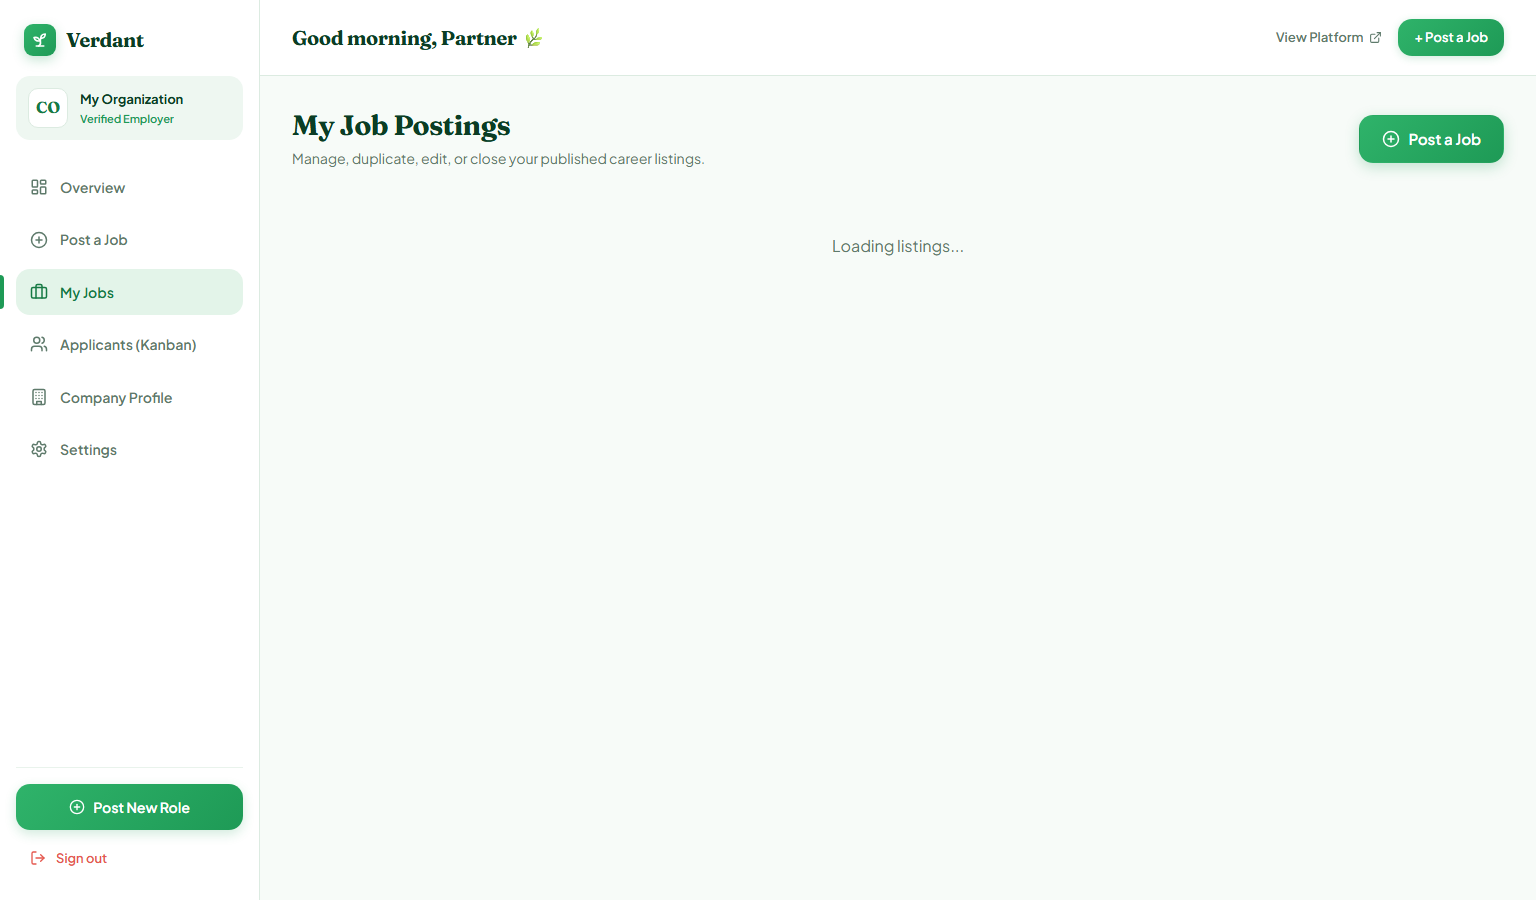 Verdant
CO
My Organization
Verified Employer
Overview
Post a Job
My Jobs
Applicants (Kanban)
Company Profile
Settings
Post New Role
Sign out
Good morning, Partner 🌿
View Platform
+ Post a Job
My Job Postings
Manage, duplicate, edit, or close your published career listings.
Post a Job
Loading listings...